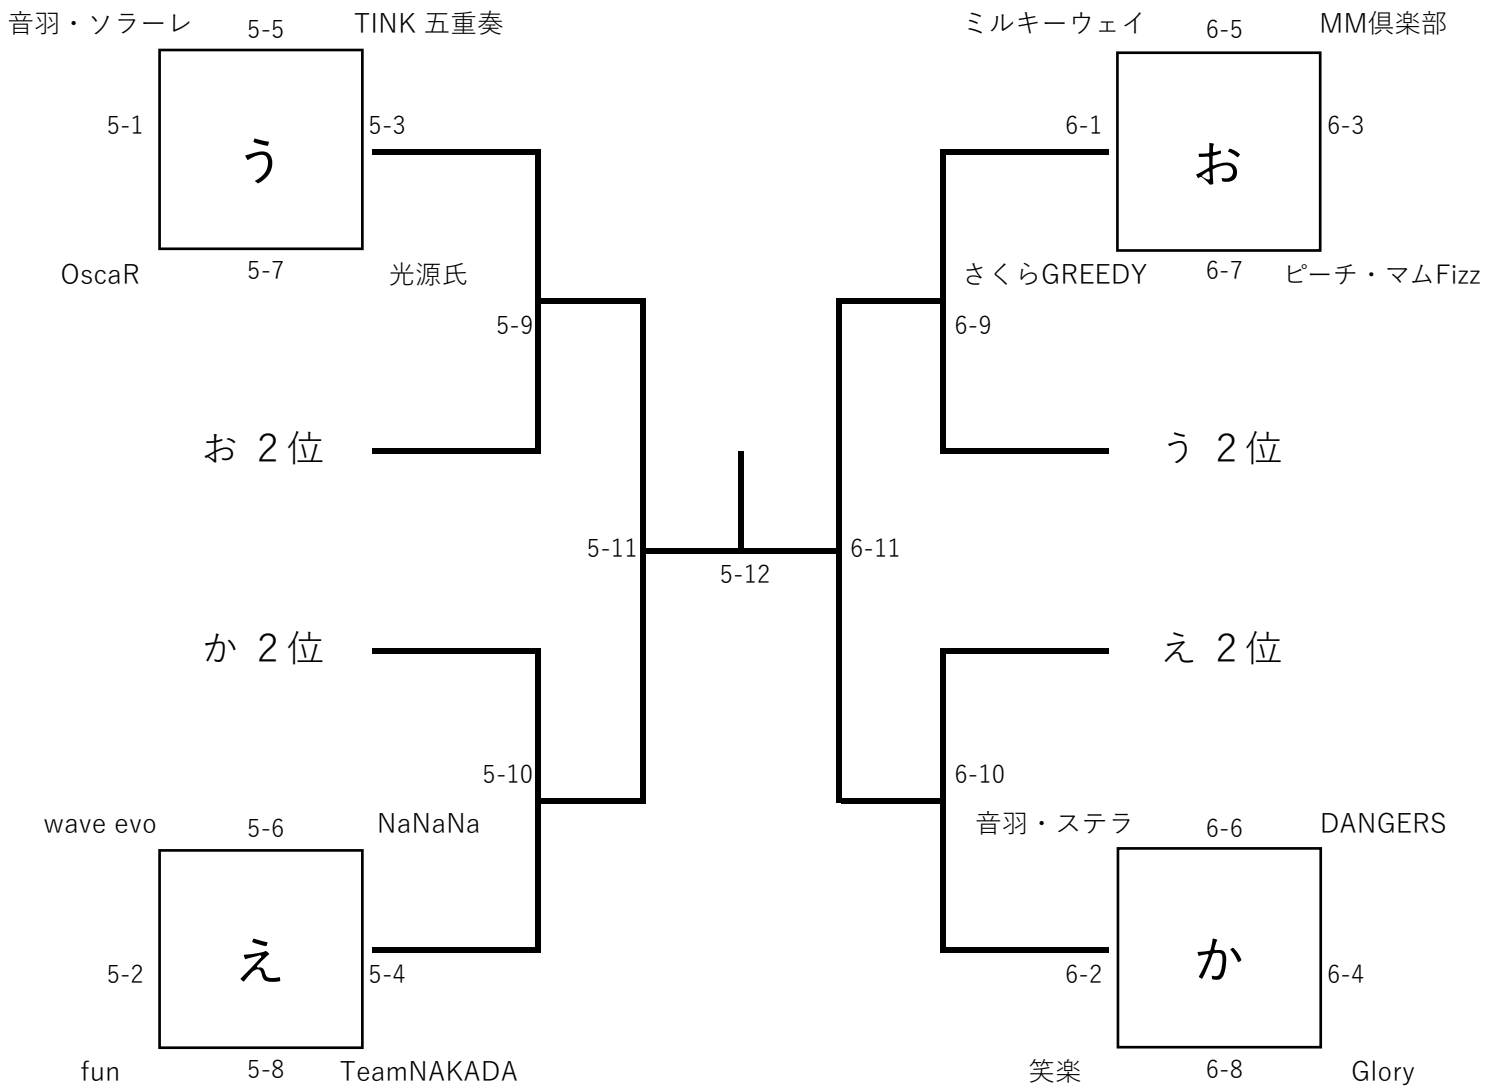 音羽・ソラーレ 5-5 TINK 五重奏
5-1 う 5-3
OscaR 5-7 光源氏
5-9
お ２位
5-11
か ２位
5-10
wave evo 5-6 NaNaNa
5-2 え 5-4
fun 5-8 TeamNAKADA
5-12
ミルキーウェイ 6-5 MM倶楽部
6-1 お 6-3
さくらGREEDY 6-7 ピーチ・マムFizz
6-9
う ２位
6-11
え ２位
6-10
音羽・ステラ 6-6 DANGERS
6-2 か 6-4
笑楽 6-8 Glory